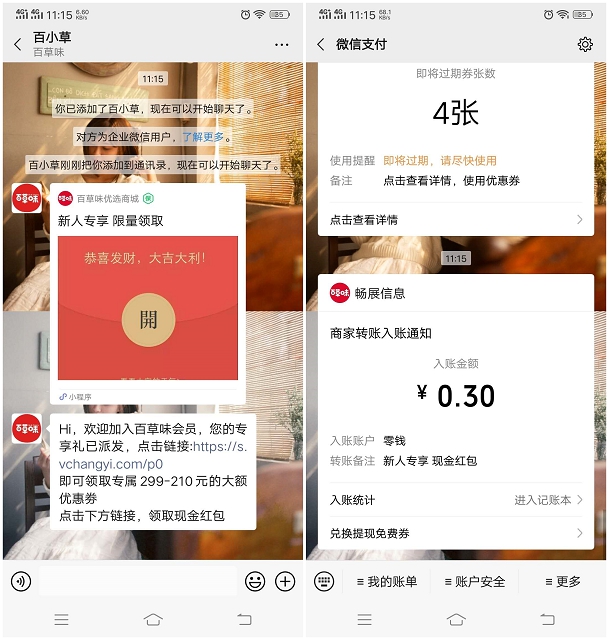 4G 4G 11:15 6.60 KB/s 85
百小草
百草味
11:15
你已添加了百小草，现在可以开始聊天了。
对方为企业微信用户，了解更多。
百小草刚刚把你添加到通讯录，现在可以开始聊天了。
百草味
百草味优选商城
新人专享 限量领取
恭喜发财，大吉大利！
開
小程序
百草味
Hi，欢迎加入百草味会员，您的专
享礼已派发，点击链接:https://s.
vchangyi.com/p0
即可领取专属 299-210 元的大额
优惠券
点击下方链接，领取现金红包
4G 4G 11:15 68.1 KB/s 85
微信支付
即将过期券张数
4张
使用提醒 即将过期，请尽快使用
备注 点击查看详情，使用优惠券
点击查看详情
11:15
百草味 畅展信息
商家转账入账通知
入账金额
¥ 0.30
入账账户 零钱
转账备注 新人专享 现金红包
入账统计 进入记账本
兑换提现免费券
我的账单 账户安全 更多